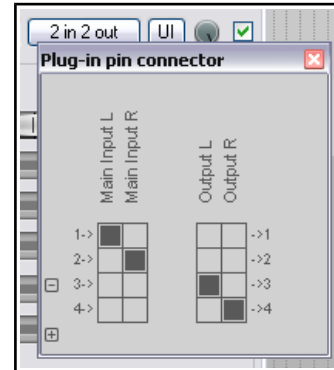 2 in 2 out UI
Plug-in pin connector
Main Input L
Main Input R
Output L
Output R
1-> ->1
2-> ->2
3-> ->3
4-> ->4